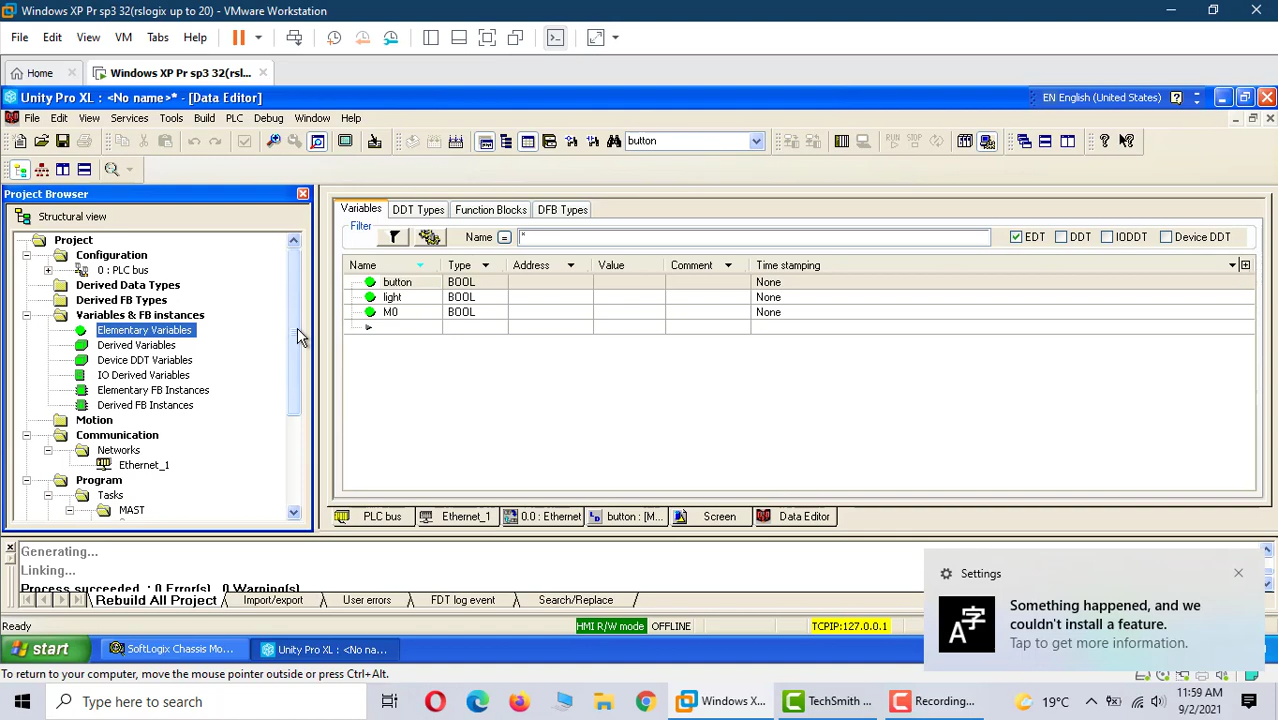 Windows XP Pr sp3 32(rslogix up to 20) - VMware Workstation
File Edit View VM Tabs Help
Home Windows XP Pr sp3 32(rsl...
Unity Pro XL : <No name>* - [Data Editor] EN English (United States)
File Edit View Services Tools Build PLC Debug Window Help
button
Project Browser
Structural view
Project
Configuration
0 : PLC bus
Derived Data Types
Derived FB Types
Variables & FB instances
Elementary Variables
Derived Variables
Device DDT Variables
IO Derived Variables
Elementary FB Instances
Derived FB Instances
Motion
Communication
Networks
Ethernet_1
Program
Tasks
MAST
Variables DDT Types Function Blocks DFB Types
Filter
Name = * EDT DDT IODDT Device DDT
Name Type Address Value Comment Time stamping
button BOOL None
light BOOL None
M0 BOOL None
PLC bus Ethernet_1 0.0 : Ethernet button : [M... Screen Data Editor
Generating...
Linking...
Process succeeded : 0 Error(s), 0 Warning(s)
Rebuild All Project Import/export User errors FDT log event Search/Replace
Ready HMI R/W mode OFFLINE TCPIP:127.0.0.1
start SoftLogix Chassis Mo... Unity Pro XL : <No na...
Settings
Something happened, and we
couldn't install a feature.
Tap to get more information.
To return to your computer, move the mouse pointer outside or press Ctrl+Alt.
Type here to search Windows X... TechSmith ... Recording... 19°C 11:59 AM
9/2/2021